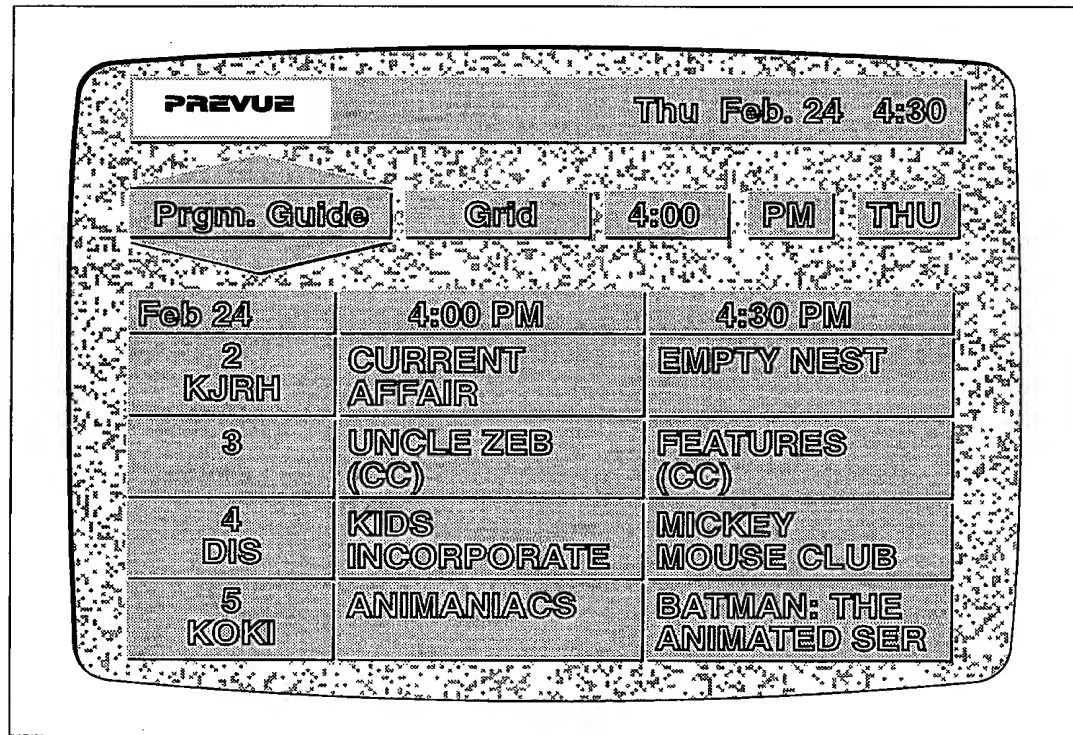 PREVUE Thu Feb. 24 4:30
Prgm. Guide Grid 4:00 PM THU
Feb 24 4:00 PM 4:30 PM
2
KJRH
CURRENT
AFFAIR
EMPTY NEST
3
UNCLE ZEB
(CC)
FEATURES
(CC)
4
DIS
KIDS
INCORPORATE
MICKEY
MOUSE CLUB
5
KOKI
ANIMANIACS
BATMAN: THE
ANIMATED SER